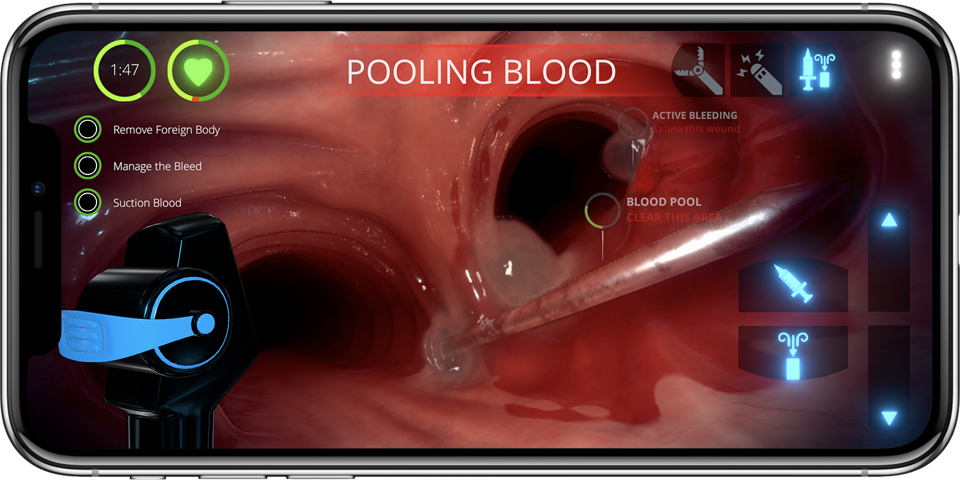 1:47
POOLING BLOOD
Remove Foreign Body
Manage the Bleed
Suction Blood
ACTIVE BLEEDING
Saline this wound
BLOOD POOL
CLEAR THIS AREA